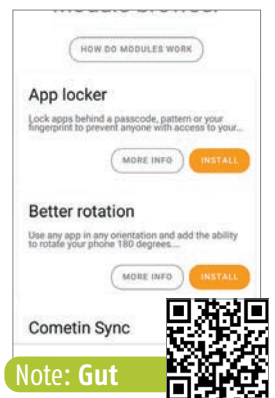 HOW DO MODULES WORK
App locker
Lock apps behind a passcode, pattern or your
fingerprint to prevent anyone with access to your...
MORE INFO
INSTALL
Better rotation
Use any app in any orientation and add the ability
to rotate your phone 180 degrees....
MORE INFO
INSTALL
Cometin Sync
Note: Gut